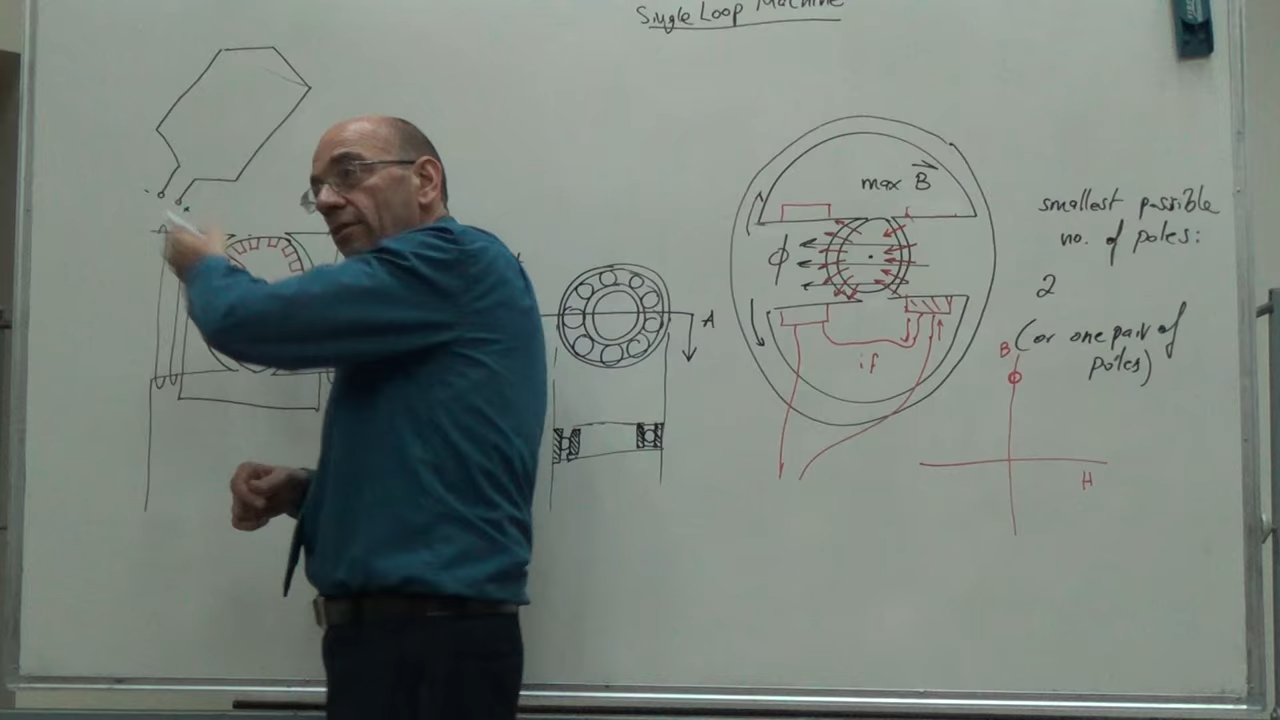 Single Loop Machine
max B
ϕ
smallest possible
no. of poles:
2
(or one pair of
poles)
A
if
B
H